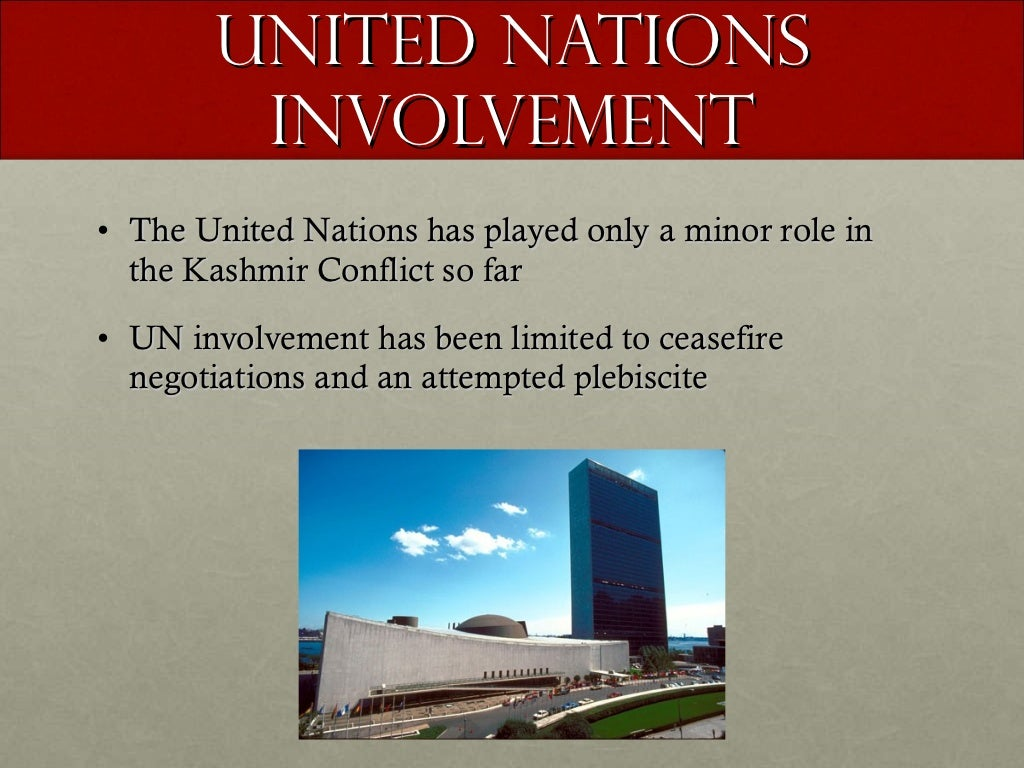 UNITED NATIONS
INVOLVEMENT
• The United Nations has played only a minor role in
the Kashmir Conflict so far
• UN involvement has been limited to ceasefire
negotiations and an attempted plebiscite